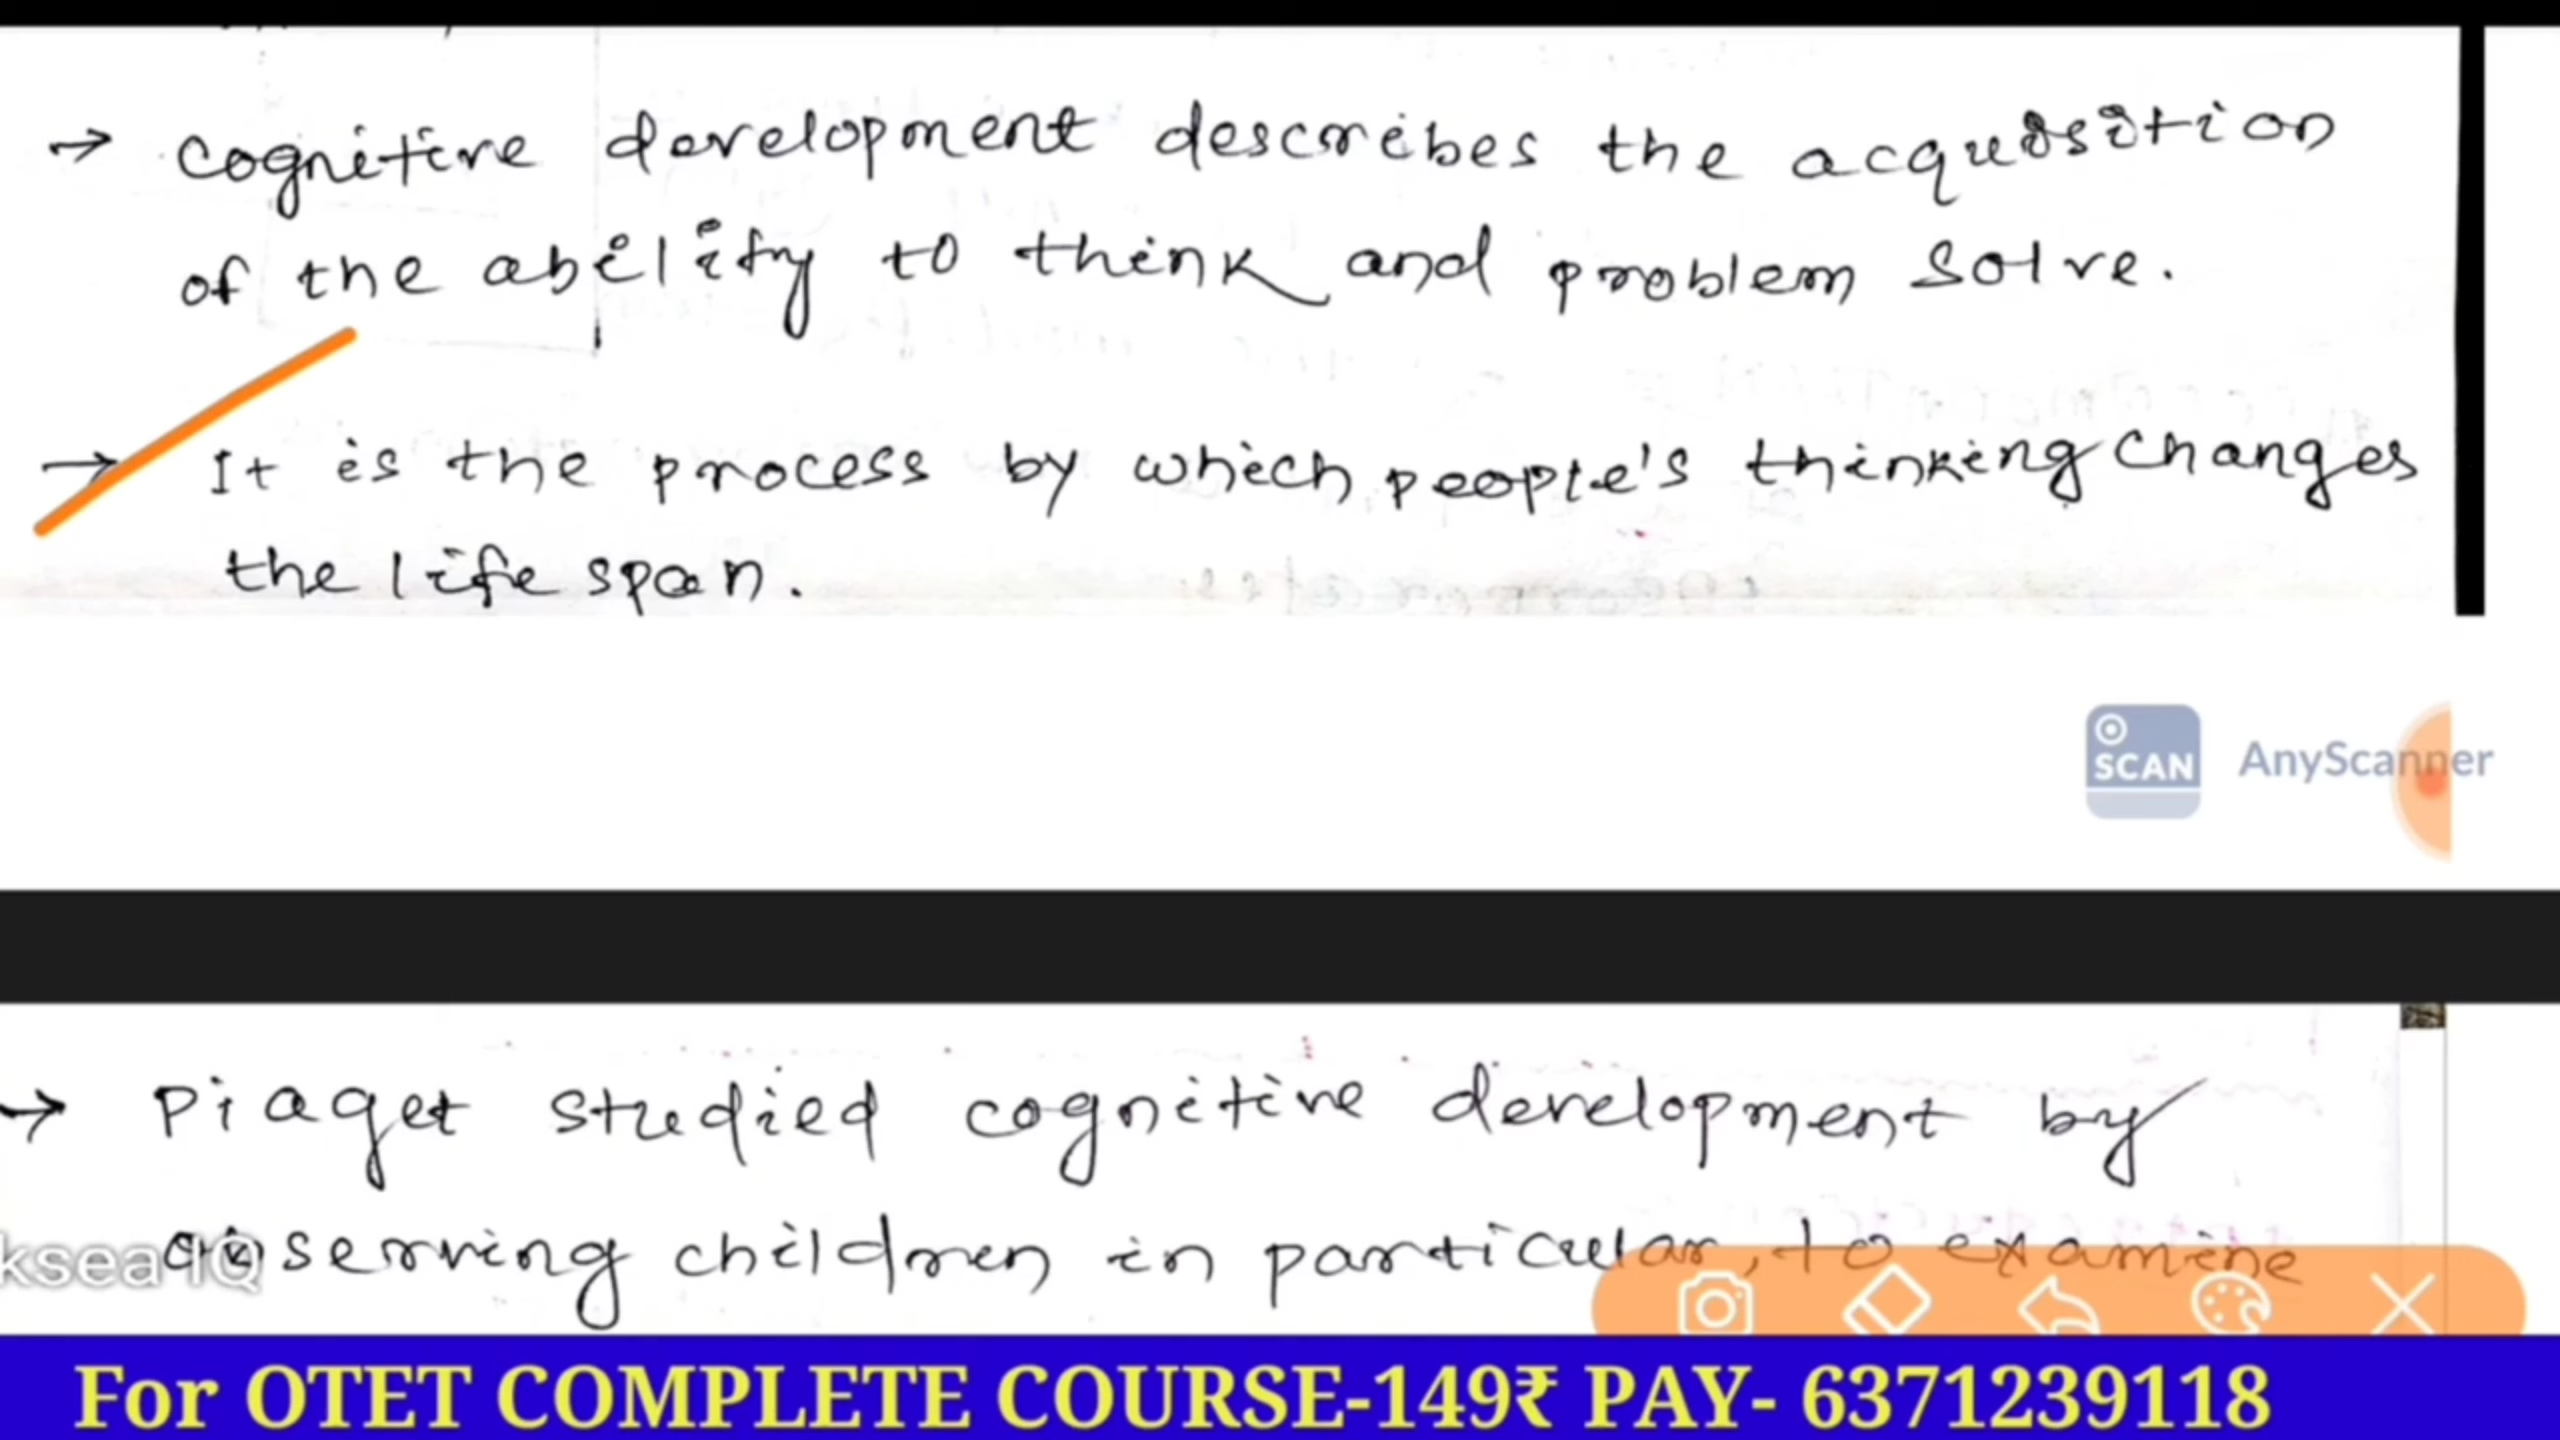 → Cognitive development describes the acquisition
of the ability to think and problem solve.
→ It is the process by which people's thinking changes
the life span.
SCAN AnyScanner
→ Piaget studied cognitive development by
observing children in particular, to examine
ksea IQ
For OTET COMPLETE COURSE-149₹ PAY- 6371239118